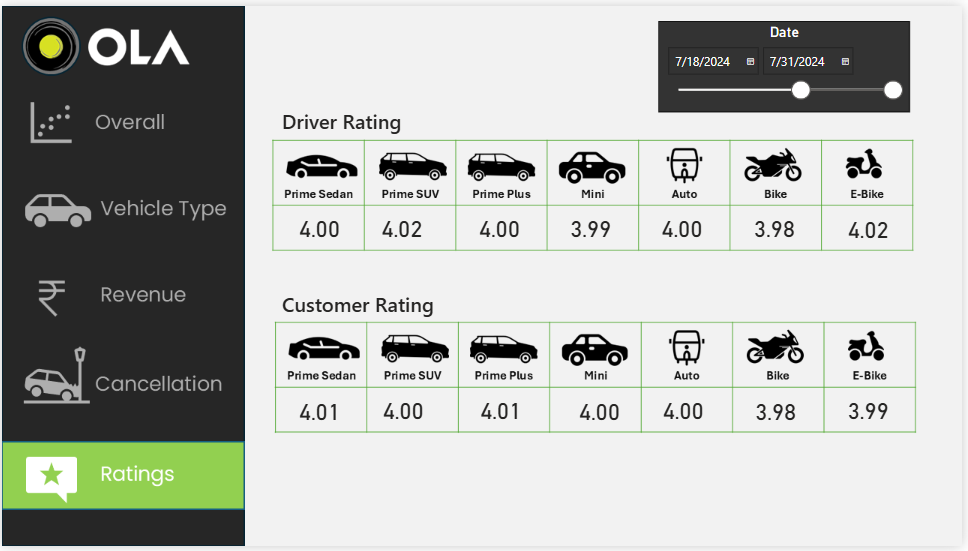 OLA
Overall
Vehicle Type
Revenue
Cancellation
Ratings
Date
7/18/2024 7/31/2024
Driver Rating
Prime Sedan Prime SUV Prime Plus Mini Auto Bike E-Bike
4.00 4.02 4.00 3.99 4.00 3.98 4.02
Customer Rating
Prime Sedan Prime SUV Prime Plus Mini Auto Bike E-Bike
4.01 4.00 4.01 4.00 4.00 3.98 3.99